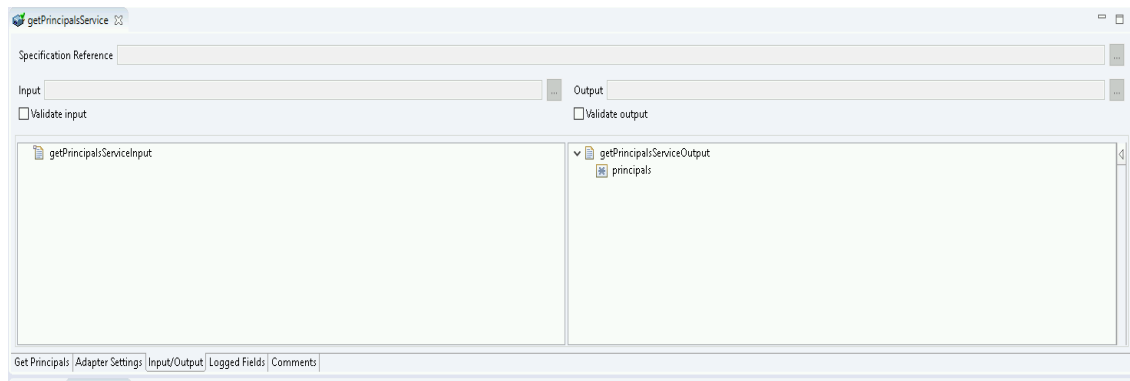 getPrincipalsService
Specification Reference ...
Input ... Output ...
Validate input Validate output
getPrincipalsServiceInput getPrincipalsServiceOutput
principals
Get Principals Adapter Settings Input/Output Logged Fields Comments